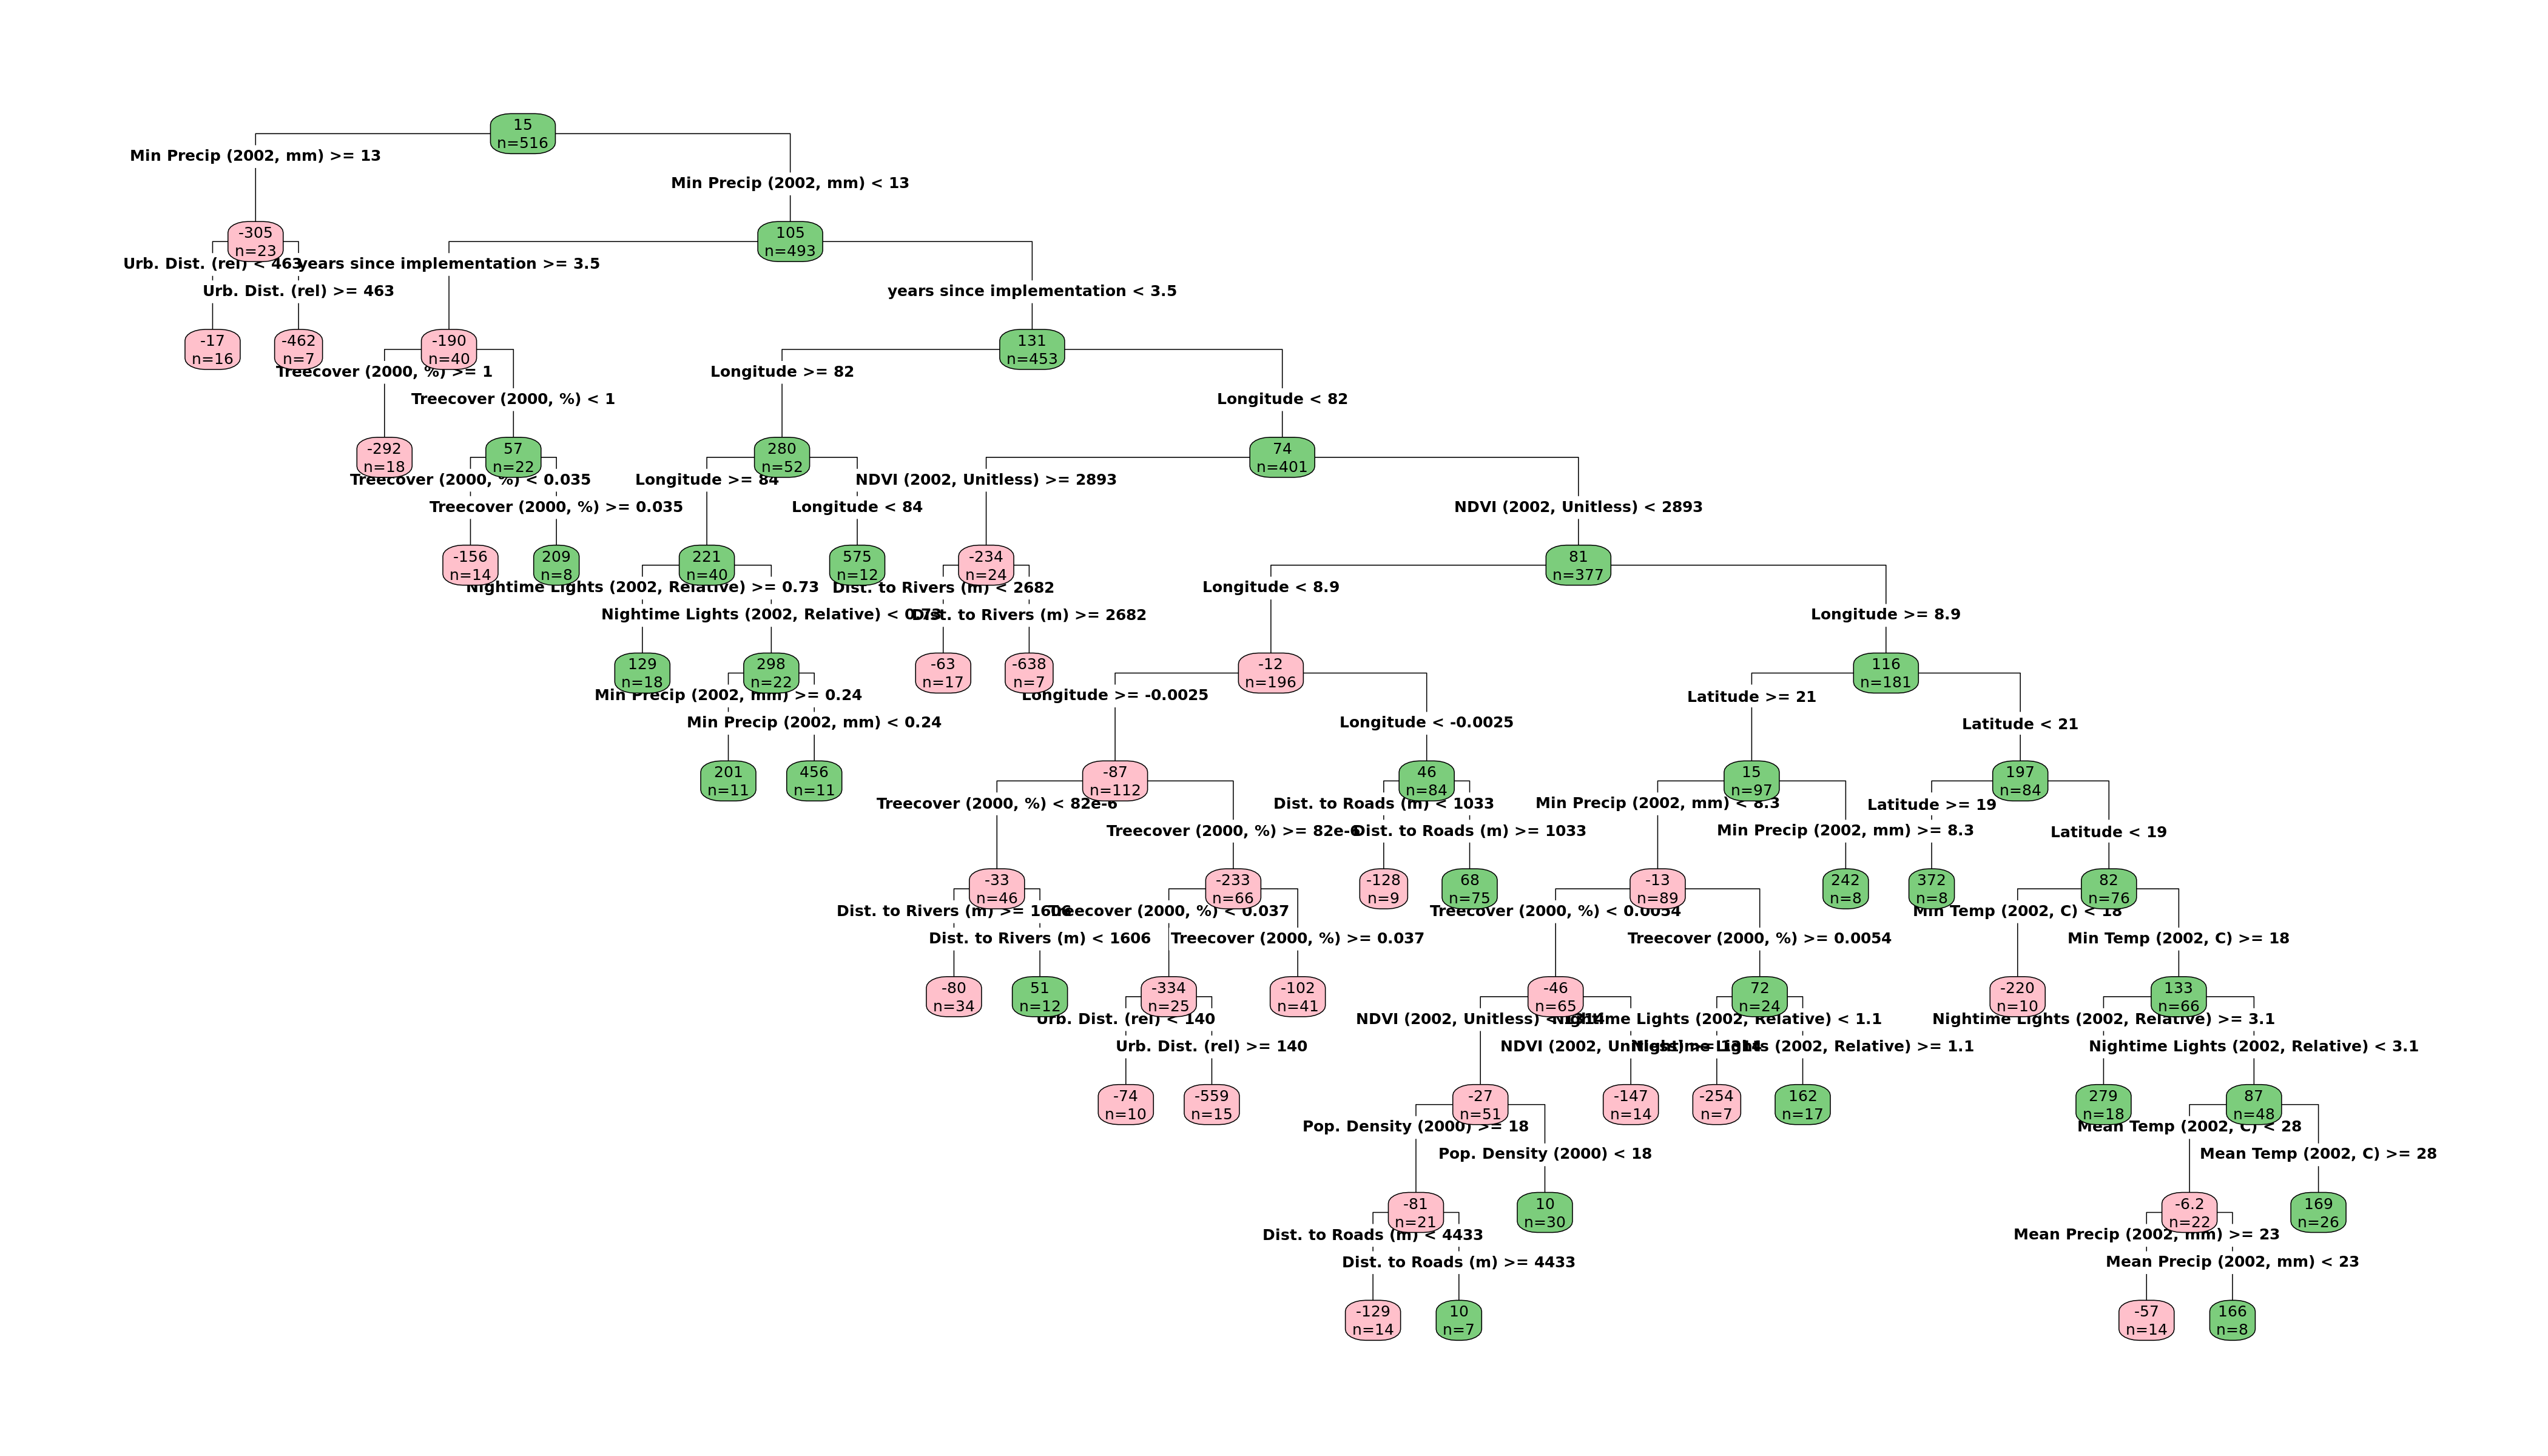 15
n=516
Min Precip (2002, mm) >= 13
Min Precip (2002, mm) < 13
-305
n=23
105
n=493
Urb. Dist. (rel) < 463
years since implementation >= 3.5
Urb. Dist. (rel) >= 463
years since implementation < 3.5
-17
n=16
-462
n=7
-190
n=40
131
n=453
Treecover (2000, %) >= 1
Longitude >= 82
Treecover (2000, %) < 1
Longitude < 82
-292
n=18
57
n=22
280
n=52
74
n=401
Treecover (2000, %) < 0.035
Longitude >= 84
NDVI (2002, Unitless) >= 2893
Treecover (2000, %) >= 0.035
Longitude < 84
NDVI (2002, Unitless) < 2893
-156
n=14
209
n=8
221
n=40
575
n=12
-234
n=24
81
n=377
Nightime Lights (2002, Relative) >= 0.73
Dist. to Rivers (m) < 2682
Longitude < 8.9
Nightime Lights (2002, Relative) < 0.73
Dist. to Rivers (m) >= 2682
Longitude >= 8.9
129
n=18
298
n=22
-63
n=17
-638
n=7
-12
n=196
116
n=181
Min Precip (2002, mm) >= 0.24
Longitude >= -0.0025
Latitude >= 21
Min Precip (2002, mm) < 0.24
Longitude < -0.0025
Latitude < 21
201
n=11
456
n=11
-87
n=112
46
n=84
15
n=97
197
n=84
Treecover (2000, %) < 82e-6
Dist. to Roads (m) < 1033
Min Precip (2002, mm) < 8.3
Latitude >= 19
Treecover (2000, %) >= 82e-6
Dist. to Roads (m) >= 1033
Min Precip (2002, mm) >= 8.3
Latitude < 19
-33
n=46
-233
n=66
-128
n=9
68
n=75
-13
n=89
242
n=8
372
n=8
82
n=76
Dist. to Rivers (m) >= 1606
Treecover (2000, %) < 0.037
Treecover (2000, %) < 0.0054
Min Temp (2002, C) < 18
Dist. to Rivers (m) < 1606
Treecover (2000, %) >= 0.037
Treecover (2000, %) >= 0.0054
Min Temp (2002, C) >= 18
-80
n=34
51
n=12
-334
n=25
-102
n=41
-46
n=65
72
n=24
-220
n=10
133
n=66
Urb. Dist. (rel) < 140
NDVI (2002, Unitless) < 1314
Nightime Lights (2002, Relative) < 1.1
Nightime Lights (2002, Relative) >= 3.1
Urb. Dist. (rel) >= 140
NDVI (2002, Unitless) >= 1314
Nightime Lights (2002, Relative) >= 1.1
Nightime Lights (2002, Relative) < 3.1
-74
n=10
-559
n=15
-27
n=51
-147
n=14
-254
n=7
162
n=17
279
n=18
87
n=48
Pop. Density (2000) >= 18
Mean Temp (2002, C) < 28
Pop. Density (2000) < 18
Mean Temp (2002, C) >= 28
-81
n=21
10
n=30
-6.2
n=22
169
n=26
Dist. to Roads (m) < 4433
Mean Precip (2002, mm) >= 23
Dist. to Roads (m) >= 4433
Mean Precip (2002, mm) < 23
-129
n=14
10
n=7
-57
n=14
166
n=8